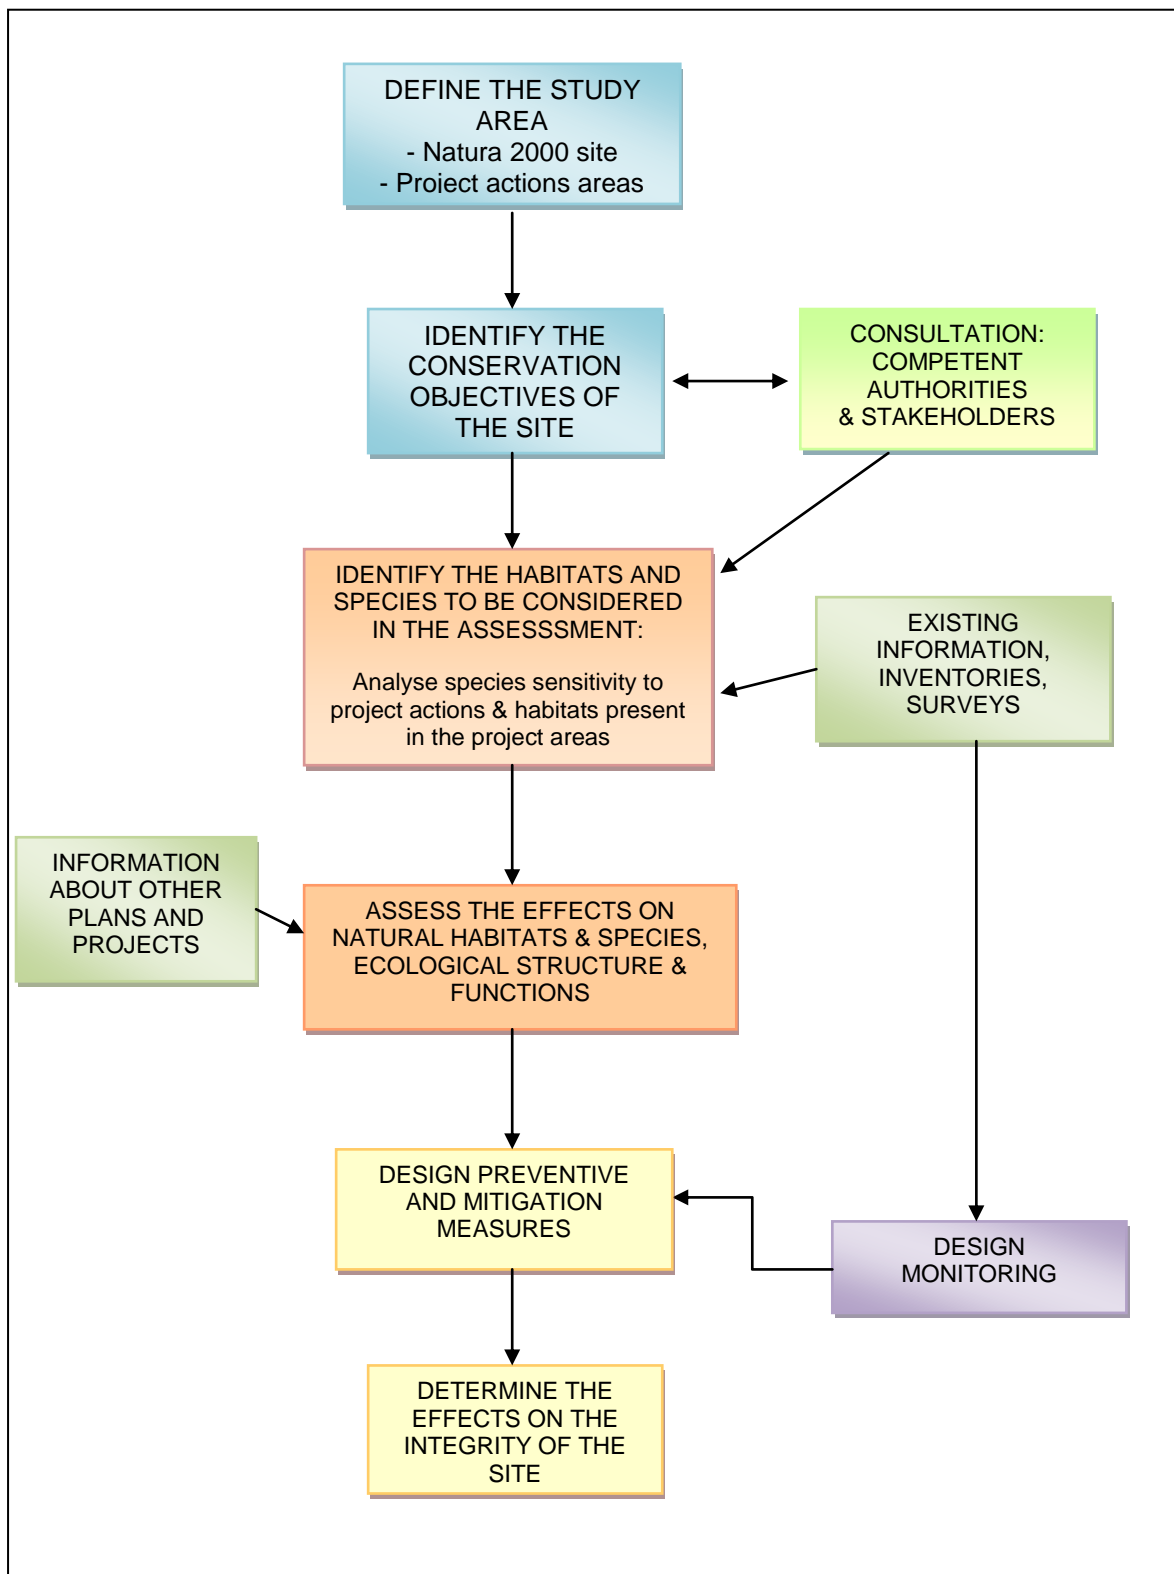 DEFINE THE STUDY
AREA
- Natura 2000 site
- Project actions areas
IDENTIFY THE
CONSERVATION
OBJECTIVES OF
THE SITE
CONSULTATION:
COMPETENT
AUTHORITIES
& STAKEHOLDERS
IDENTIFY THE HABITATS AND
SPECIES TO BE CONSIDERED
IN THE ASSESSSMENT:
Analyse species sensitivity to
project actions & habitats present
in the project areas
EXISTING
INFORMATION,
INVENTORIES,
SURVEYS
INFORMATION
ABOUT OTHER
PLANS AND
PROJECTS
ASSESS THE EFFECTS ON
NATURAL HABITATS & SPECIES,
ECOLOGICAL STRUCTURE &
FUNCTIONS
DESIGN PREVENTIVE
AND MITIGATION
MEASURES
DESIGN
MONITORING
DETERMINE THE
EFFECTS ON THE
INTEGRITY OF THE
SITE